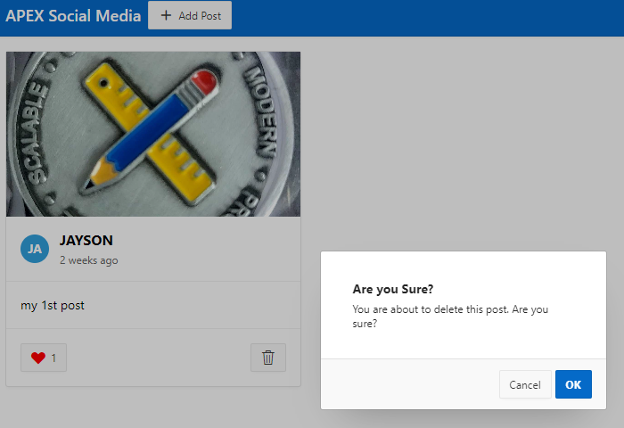 APEX Social Media
+ Add Post
SCALABLE
MODERN
JAYSON
JA
2 weeks ago
my 1st post
1
Are you Sure?
You are about to delete this post. Are you
sure?
Cancel
OK